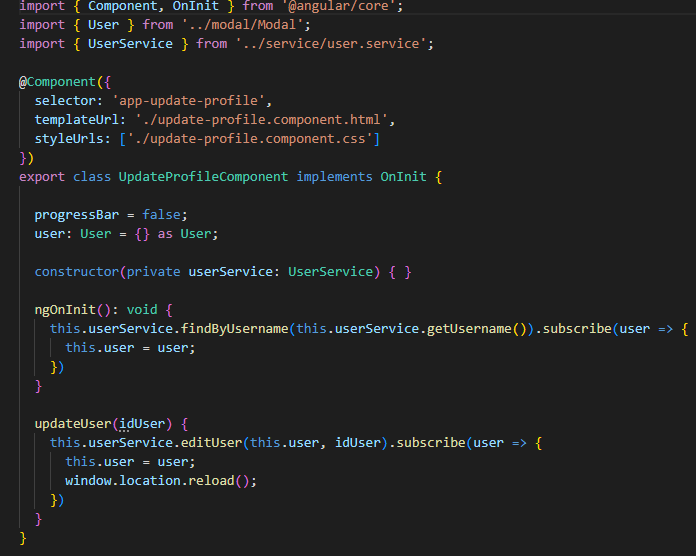 import { Component, OnInit } from '@angular/core';
import { User } from '../modal/Modal';
import { UserService } from '../service/user.service';
@Component({
selector: 'app-update-profile',
templateUrl: './update-profile.component.html',
styleUrls: ['./update-profile.component.css']
})
export class UpdateProfileComponent implements OnInit {
progressBar = false;
user: User = {} as User;
constructor(private userService: UserService) { }
ngOnInit(): void {
this.userService.findByUsername(this.userService.getUsername()).subscribe(user => {
this.user = user;
})
}
updateUser(idUser) {
this.userService.editUser(this.user, idUser).subscribe(user => {
this.user = user;
window.location.reload();
})
}
}